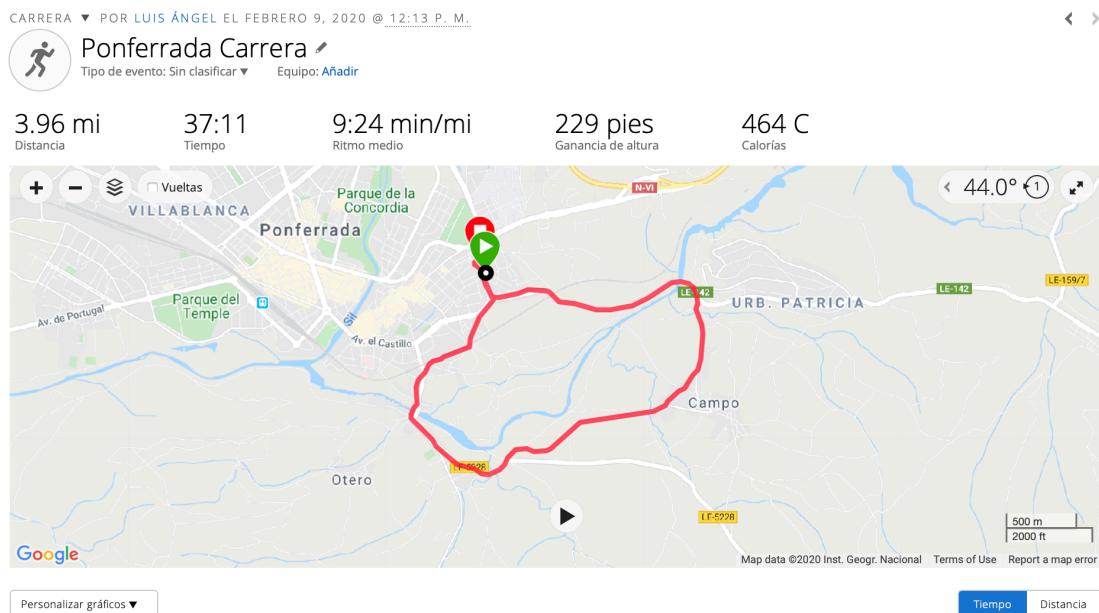 CARRERA ▼ POR LUIS ÁNGEL EL FEBRERO 9, 2020 @ 12:13 P. M.
Ponferrada Carrera
Tipo de evento: Sin clasificar ▼ Equipo: Añadir
3.96 mi 37:11 9:24 min/mi 229 pies 464 C
Distancia Tiempo Ritmo medio Ganancia de altura Calorías
+ − Vueltas
N-VI
44.0° 1
Parque de la
Concordia
VILLABLANCA
Ponferrada
LE-159/7
LE-142
LE-142
URB. PATRICIA
Parque del
Templo
Av. de Portugal
Sil
Av. el Castillo
Campo
LE-5228
Otero
LE-5228
500 m
2000 ft
Google
Map data ©2020 Inst. Geogr. Nacional Terms of Use Report a map error
Personalizar gráficos ▼ Tiempo Distancia